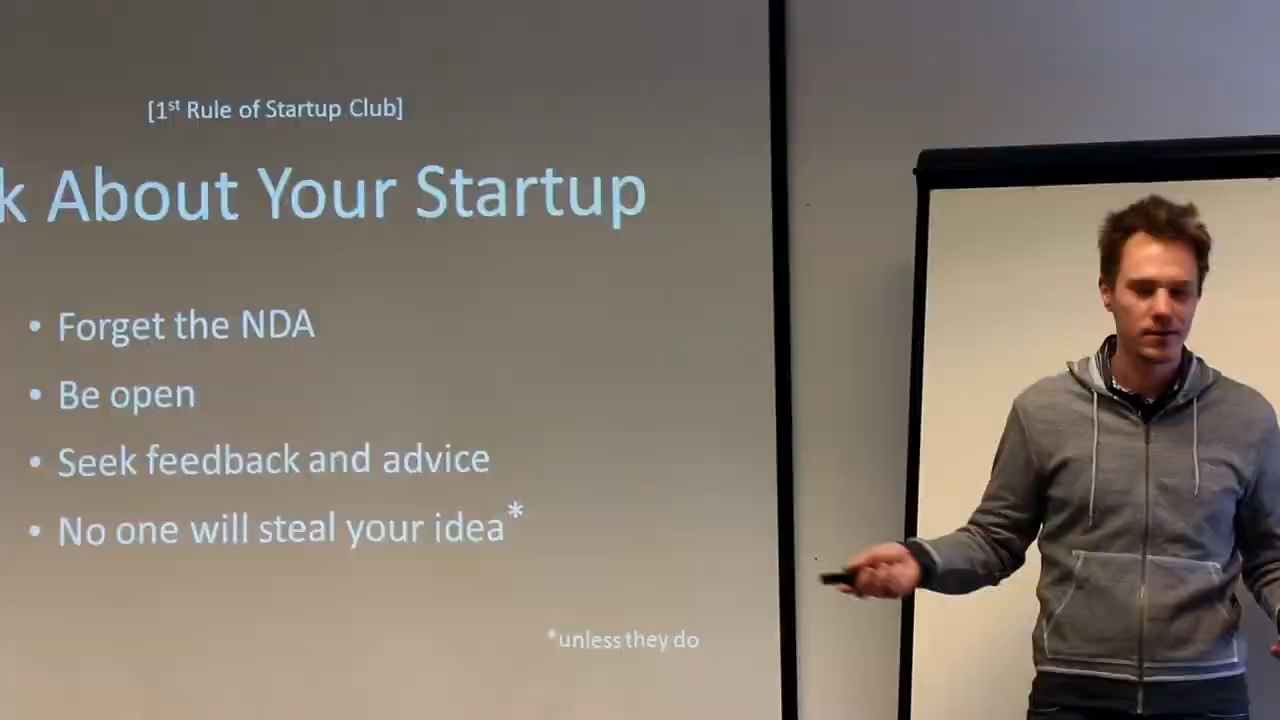 [1st Rule of Startup Club]
k About Your Startup
• Forget the NDA
• Be open
• Seek feedback and advice
• No one will steal your idea*
*unless they do